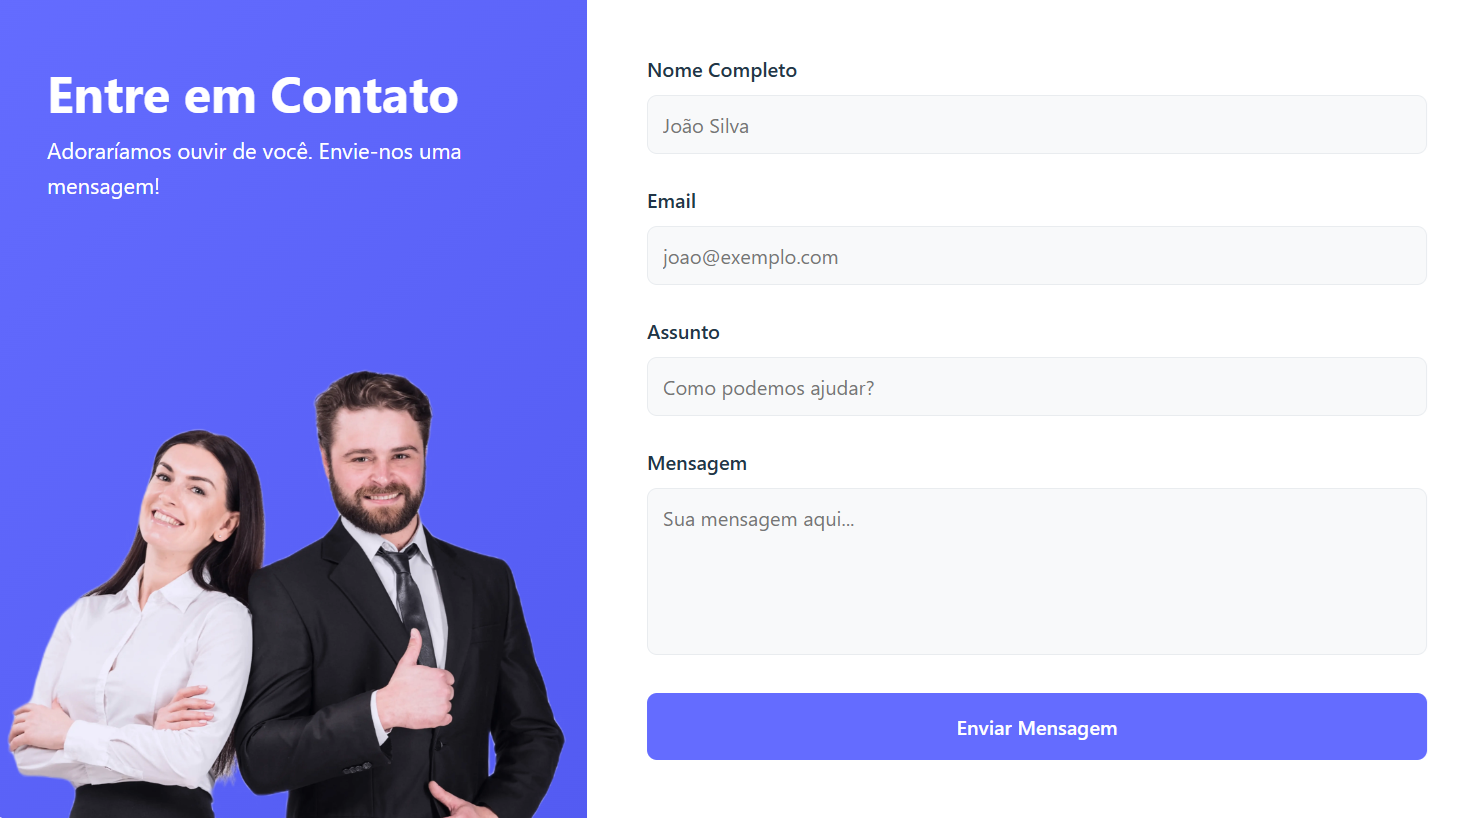 Entre em Contato
Adoraríamos ouvir de você. Envie-nos uma
mensagem!
Nome Completo
João Silva
Email
joao@exemplo.com
Assunto
Como podemos ajudar?
Mensagem
Sua mensagem aqui...
Enviar Mensagem